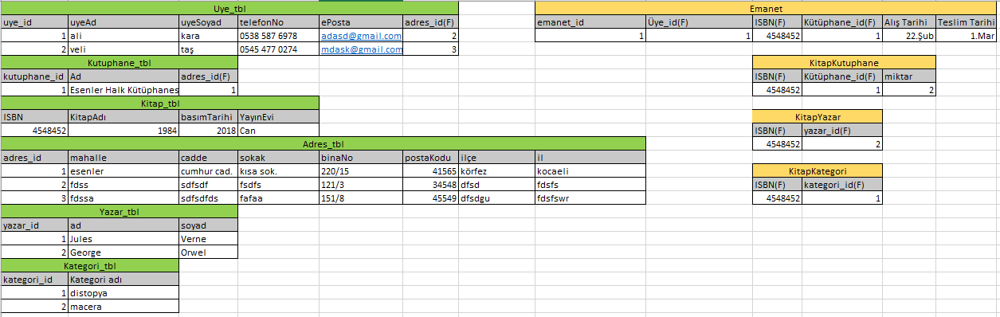 Uye_tbl
uye_id uyeAd uyeSoyad telefonNo ePosta adres_id(F)
1 ali kara 0538 587 6978 adasd@gmail.com 2
2 veli taş 0545 477 0274 mdask@gmail.com 3
Kutuphane_tbl
kutuphane_id Ad adres_id(F)
1 Esenler Halk Kütüphanes 1
Kitap_tbl
ISBN KitapAdı basımTarihi YayınEvi
4548452 1984 2018 Can
Adres_tbl
adres_id mahalle cadde sokak binaNo postaKodu ilçe il
1 esenler cumhur cad. kısa sok. 220/15 41565 körfez kocaeli
2 fdss sdfsdf fsdfs 121/3 34548 dfsd fdsfs
3 fdssa sdfsdfds fafaa 151/8 45549 dfsdgu fdsfswr
Yazar_tbl
yazar_id ad soyad
1 Jules Verne
2 George Orwel
Kategori_tbl
kategori_id Kategori adı
1 distopya
2 macera
Emanet
emanet_id Üye_id(F) ISBN(F) Kütüphane_id(F) Alış Tarihi Teslim Tarihi
1 1 4548452 1 22.Şub 1.Mar
KitapKutuphane
ISBN(F) Kütüphane_id(F) miktar
4548452 1 2
KitapYazar
ISBN(F) yazar_id(F)
4548452 2
KitapKategori
ISBN(F) kategori_id(F)
4548452 1